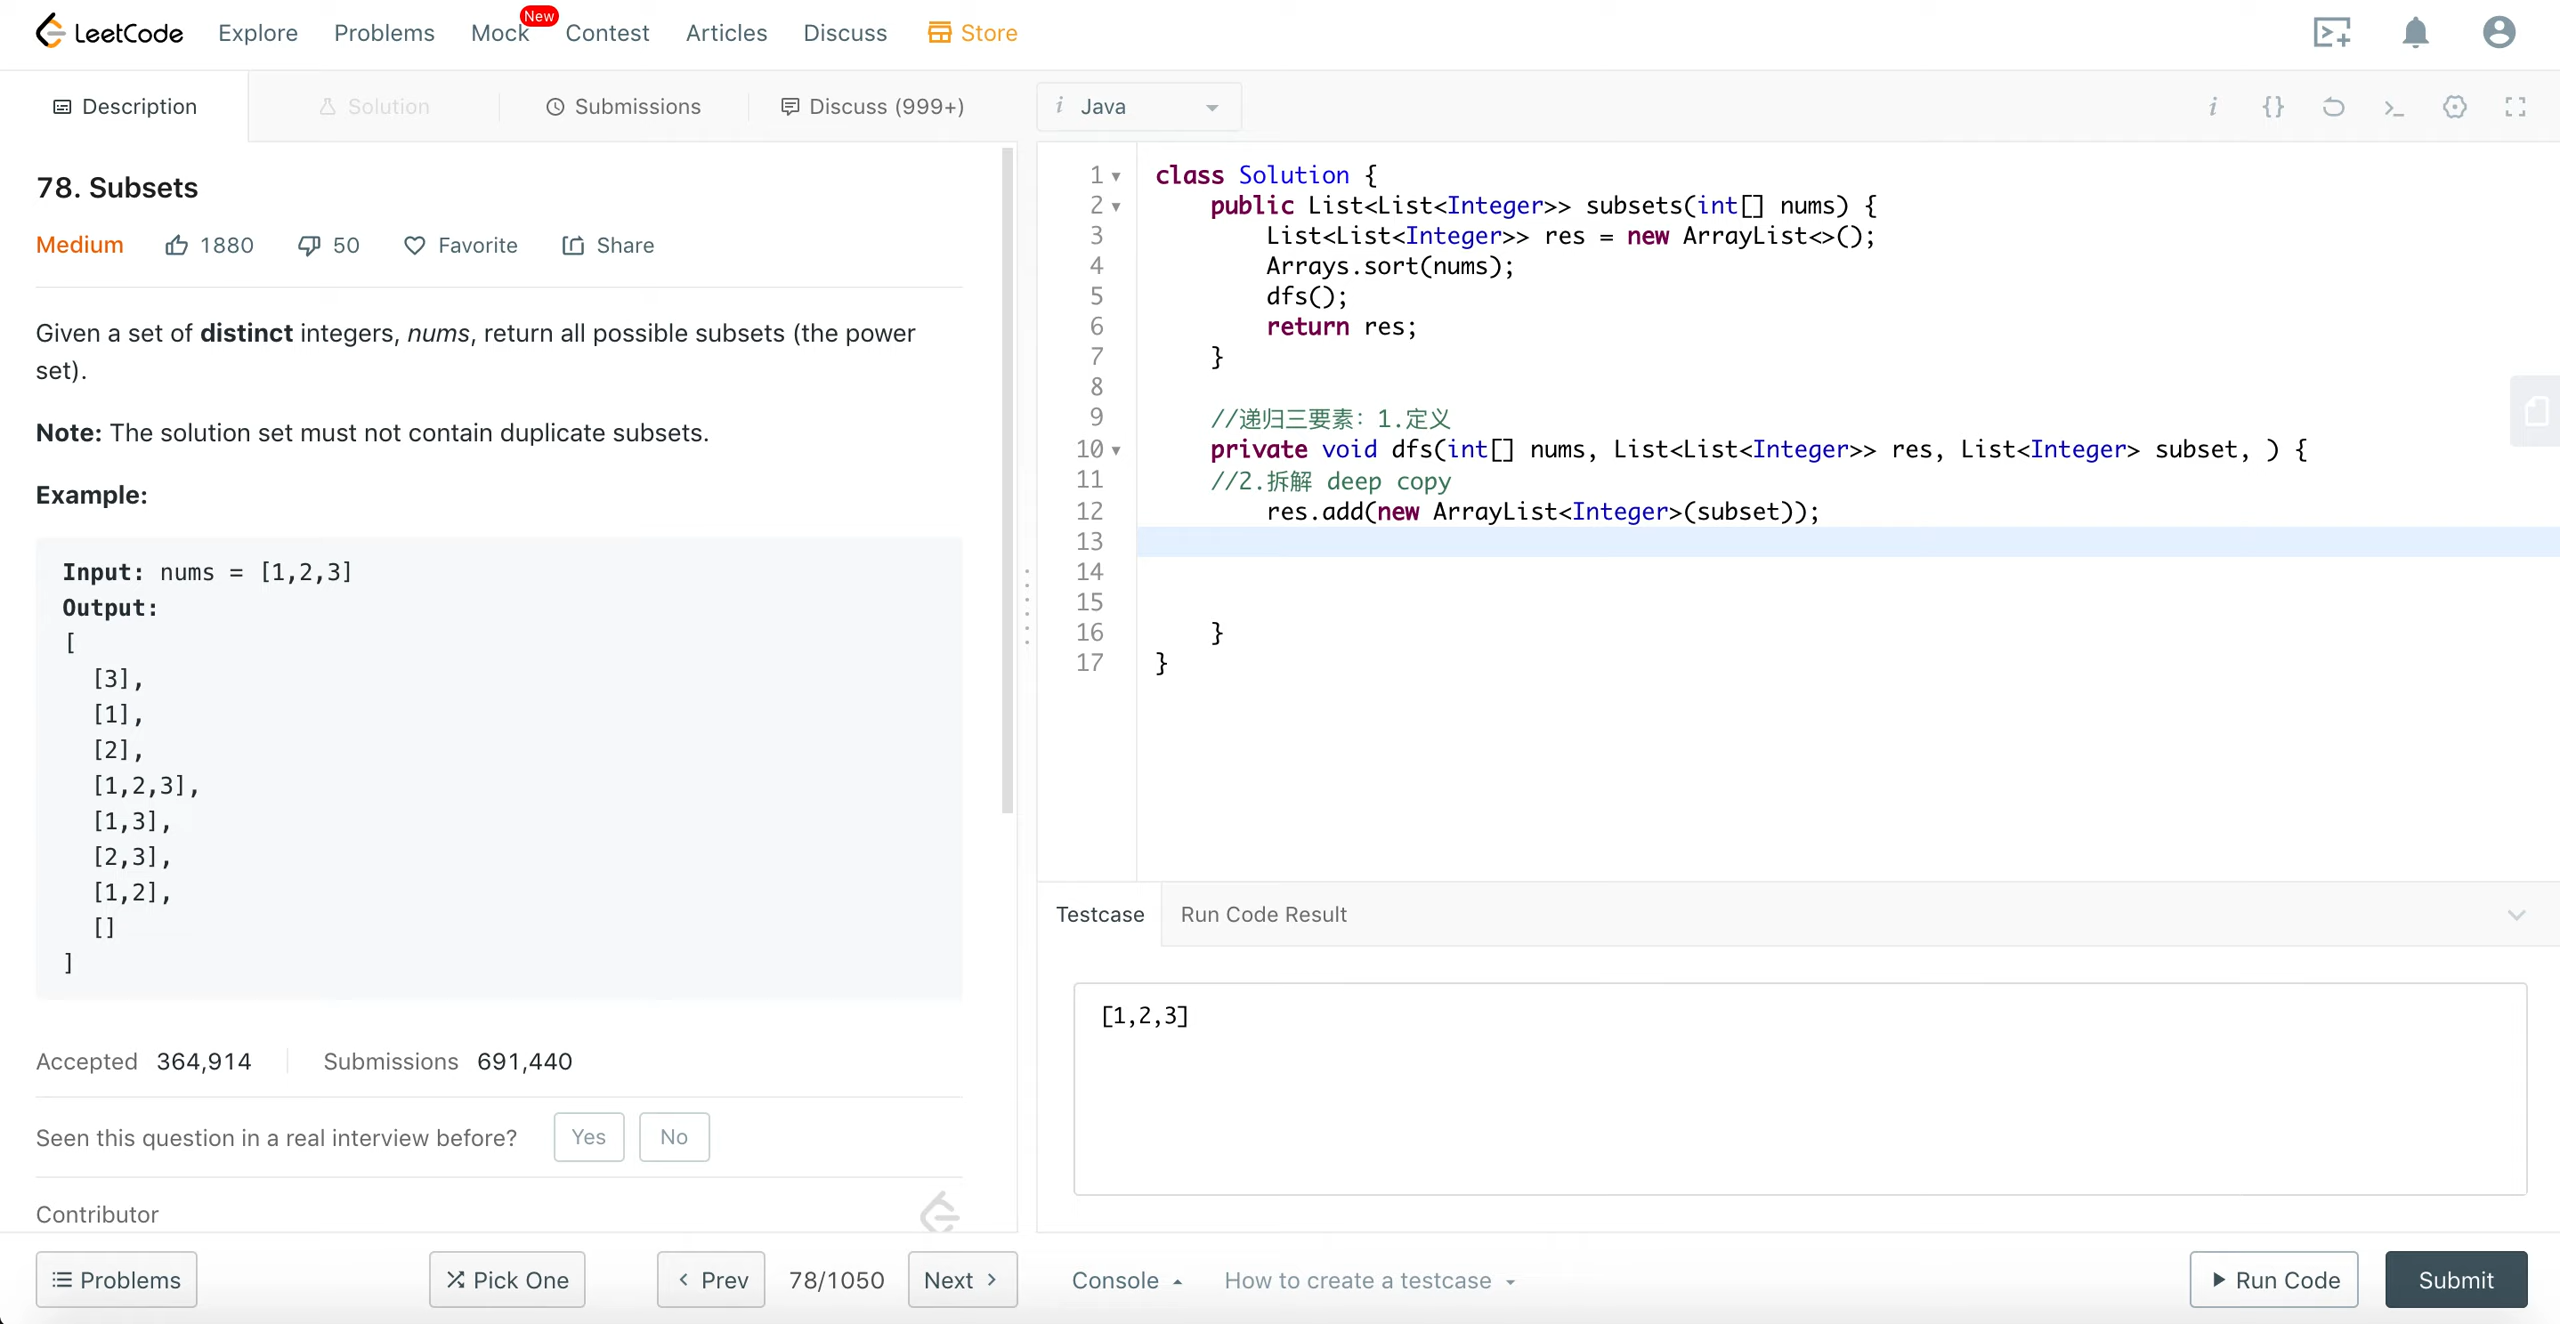 LeetCode Explore Problems Mock New Contest Articles Discuss Store
Description Solution Submissions Discuss (999+)
i Java
78. Subsets
Medium 1880 50 Favorite Share
Given a set of distinct integers, nums, return all possible subsets (the power
set).
Note: The solution set must not contain duplicate subsets.
Example:
Input: nums = [1,2,3]
Output:
[
[3],
[1],
[2],
[1,2,3],
[1,3],
[2,3],
[1,2],
[]
]
Accepted 364,914 Submissions 691,440
Seen this question in a real interview before? Yes No
Contributor
Problems Pick One Prev 78/1050 Next
1 class Solution {
2 public List<List<Integer>> subsets(int[] nums) {
3 List<List<Integer>> res = new ArrayList<>();
4 Arrays.sort(nums);
5 dfs();
6 return res;
7 }
8
9 //递归三要素: 1.定义
10 private void dfs(int[] nums, List<List<Integer>> res, List<Integer> subset, ) {
11 //2.拆解 deep copy
12 res.add(new ArrayList<Integer>(subset));
13
14
15
16 }
17 }
Testcase Run Code Result
[1,2,3]
Console How to create a testcase Run Code Submit